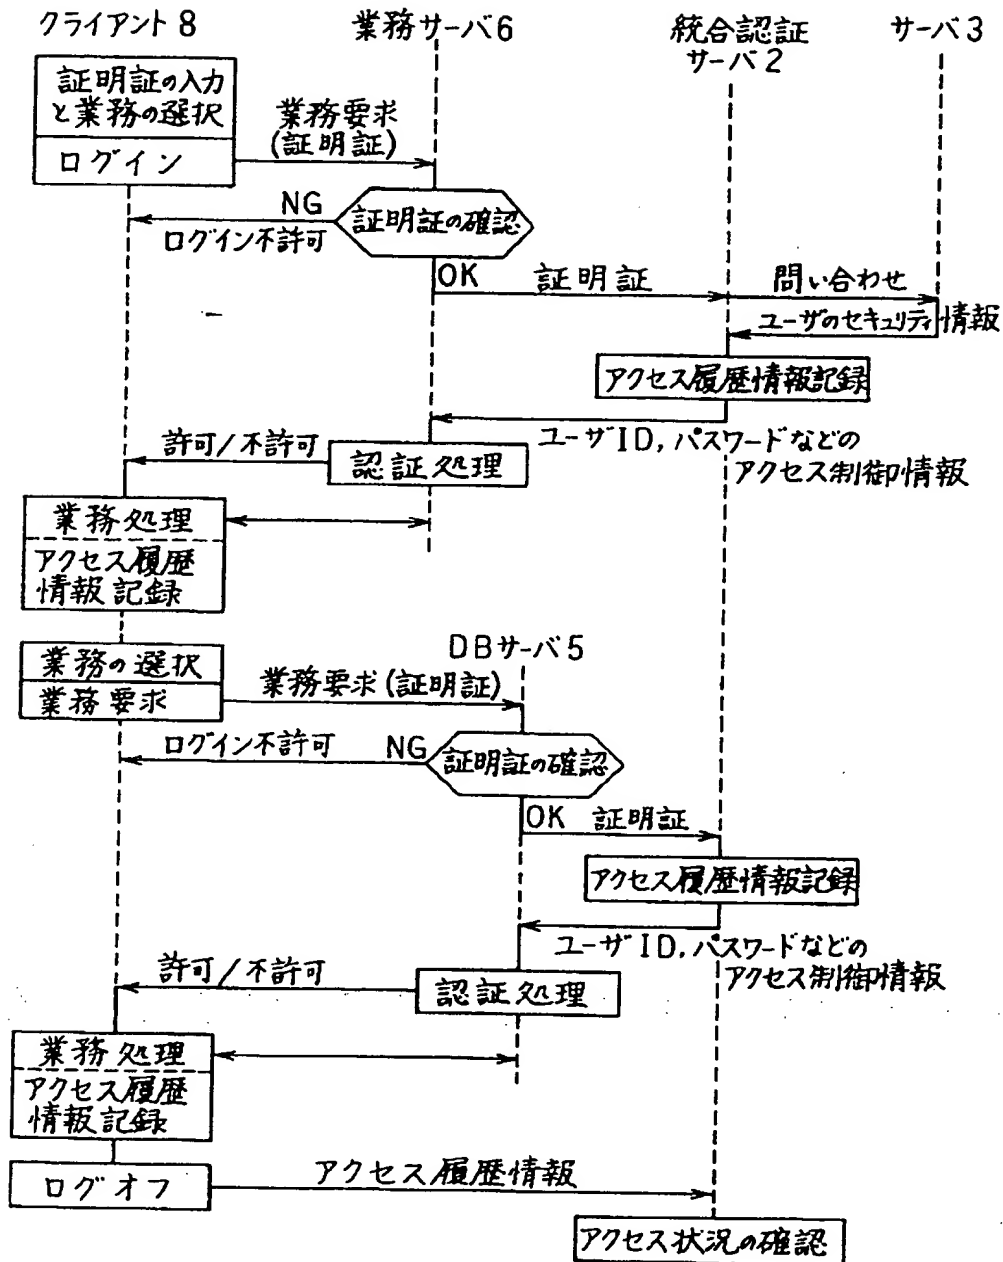 クライアント8
業務サーバ6
統合認証
サーバ2
サーバ3
証明証の入力
と業務の選択
ログイン
業務要求
(証明証)
NG
ログイン不許可
証明証の確認
OK
証明証
問い合わせ
ユーザのセキュリティ情報
アクセス履歴情報記録
ユーザID,パスワードなどの
アクセス制御情報
許可/不許可
認証処理
業務処理
アクセス履歴
情報記録
業務の選択
業務要求
DBサーバ5
業務要求(証明証)
ログイン不許可
NG
証明証の確認
OK
証明証
アクセス履歴情報記録
ユーザID,パスワードなどの
アクセス制御情報
許可/不許可
認証処理
業務処理
アクセス履歴
情報記録
ログオフ
アクセス履歴情報
アクセス状況の確認